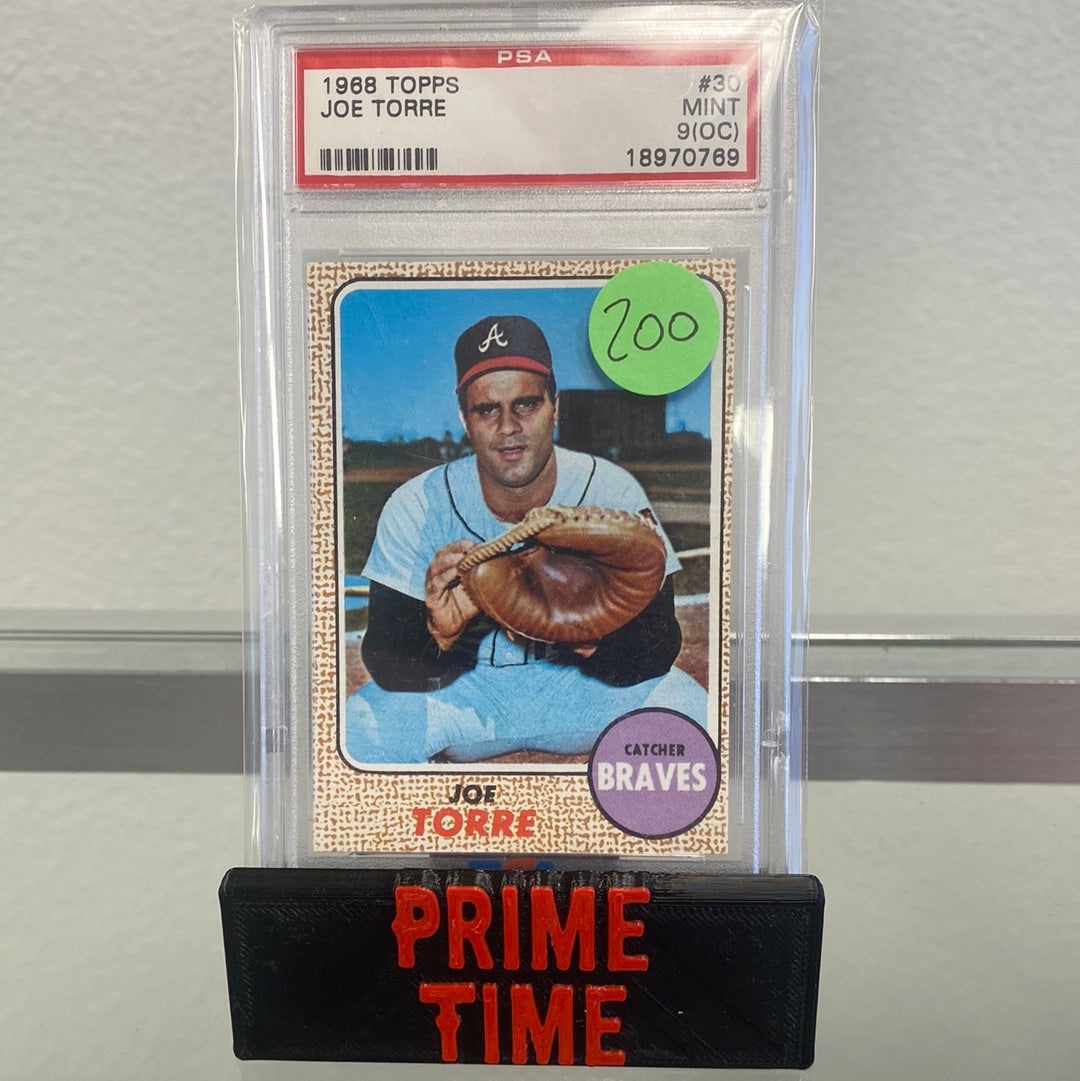 PSA
1968 TOPPS #30
JOE TORRE MINT
9(OC)
18970769
200
A
CATCHER
BRAVES
JOE
TORRE
PRIME
TIME